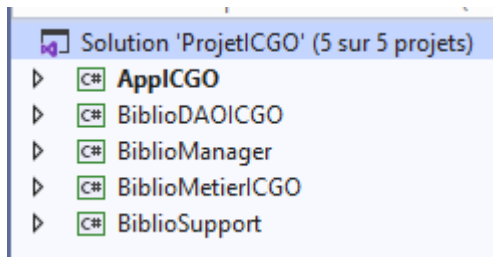 Solution 'ProjetICGO' (5 sur 5 projets)
C# AppICGO
C# BiblioDAOICGO
C# BiblioManager
C# BiblioMetierICGO
C# BiblioSupport